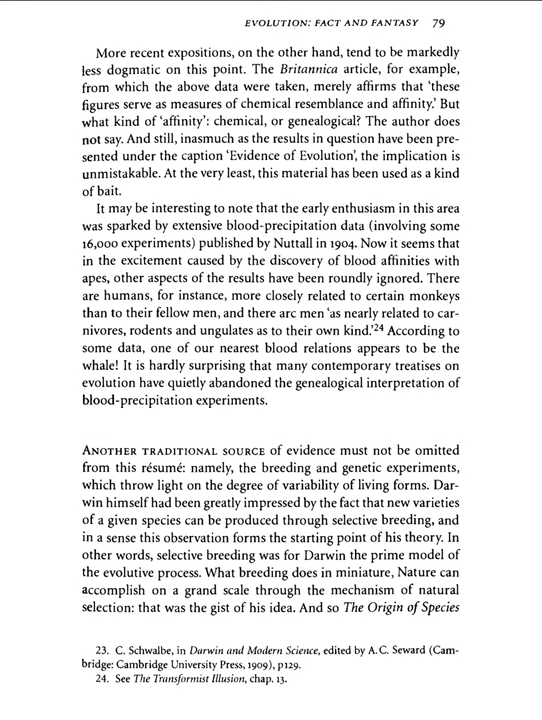 EVOLUTION: FACT AND FANTASY 79
More recent expositions, on the other hand, tend to be markedly
less dogmatic on this point. The Britannica article, for example,
from which the above data were taken, merely affirms that ‘these
figures serve as measures of chemical resemblance and affinity.’ But
what kind of ‘affinity’: chemical, or genealogical? The author does
not say. And still, inasmuch as the results in question have been pre-
sented under the caption ‘Evidence of Evolution’, the implication is
unmistakable. At the very least, this material has been used as a kind
of bait.
It may be interesting to note that the early enthusiasm in this area
was sparked by extensive blood-precipitation data (involving some
16,000 experiments) published by Nuttall in 1904. Now it seems that
in the excitement caused by the discovery of blood affinities with
apes, other aspects of the results have been roundly ignored. There
are humans, for instance, more closely related to certain monkeys
than to their fellow men, and there arc men ‘as nearly related to car-
nivores, rodents and ungulates as to their own kind.’24 According to
some data, one of our nearest blood relations appears to be the
whale! It is hardly surprising that many contemporary treatises on
evolution have quietly abandoned the genealogical interpretation of
blood-precipitation experiments.
ANOTHER TRADITIONAL SOURCE of evidence must not be omitted
from this résumé: namely, the breeding and genetic experiments,
which throw light on the degree of variability of living forms. Dar-
win himself had been greatly impressed by the fact that new varieties
of a given species can be produced through selective breeding, and
in a sense this observation forms the starting point of his theory. In
other words, selective breeding was for Darwin the prime model of
the evolutive process. What breeding does in miniature, Nature can
accomplish on a grand scale through the mechanism of natural
selection: that was the gist of his idea. And so The Origin of Species
23. C. Schwalbe, in Darwin and Modern Science, edited by A. C. Seward (Cam-
bridge: Cambridge University Press, 1909), p129.
24. See The Transformist Illusion, chap. 13.